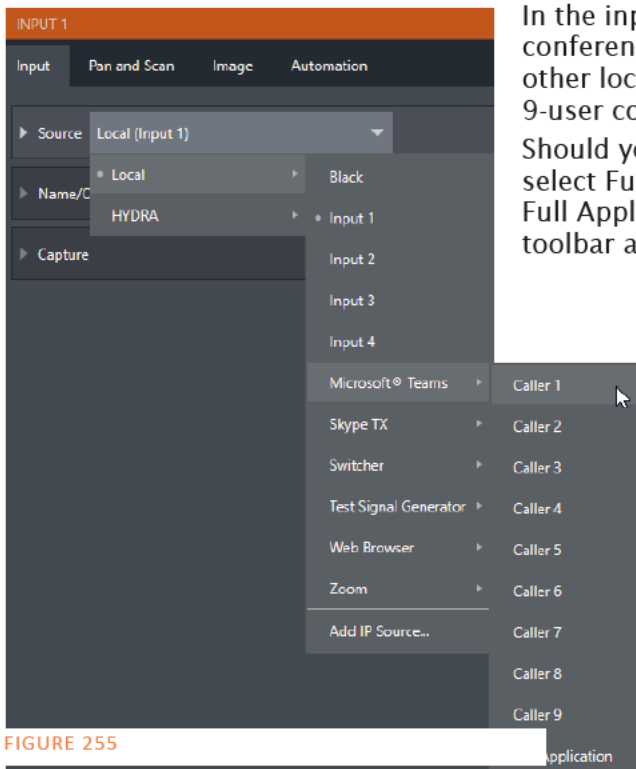 INPUT 1
Input Pan and Scan Image Automation
Source Local (Input 1)
Name/C
Capture
Local
HYDRA
Black
Input 1
Input 2
Input 3
Input 4
Microsoft® Teams
Skype TX
Switcher
Test Signal Generator
Web Browser
Zoom
Add IP Source...
Caller 1
Caller 2
Caller 3
Caller 4
Caller 5
Caller 6
Caller 7
Caller 8
Caller 9
Application
In the inp
conferen
other loc
9-user co
Should yo
select Fu
Full Appl
toolbar a
FIGURE 255